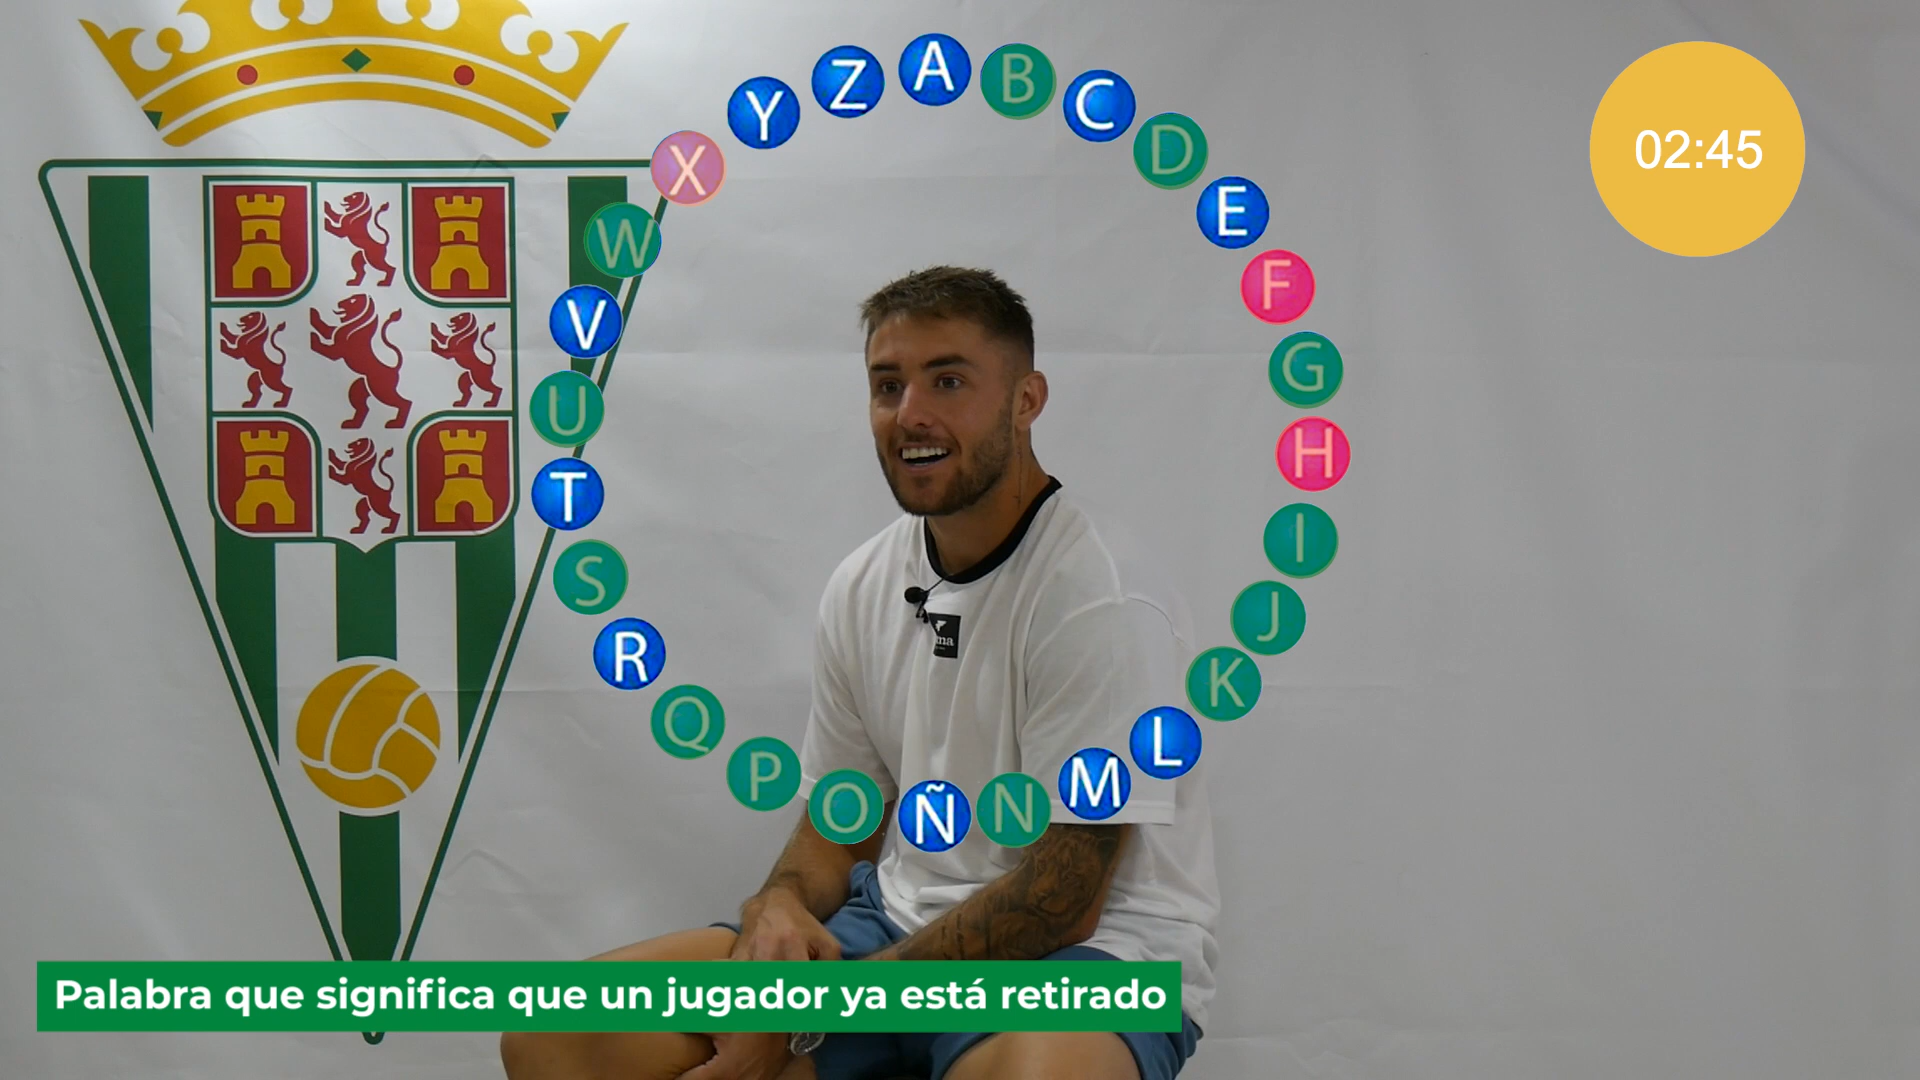 A
B
C
D
E
F
G
H
I
J
K
L
M
N
Ñ
O
P
Q
R
S
T
U
V
W
X
Y
Z
02:45
Palabra que significa que un jugador ya está retirado